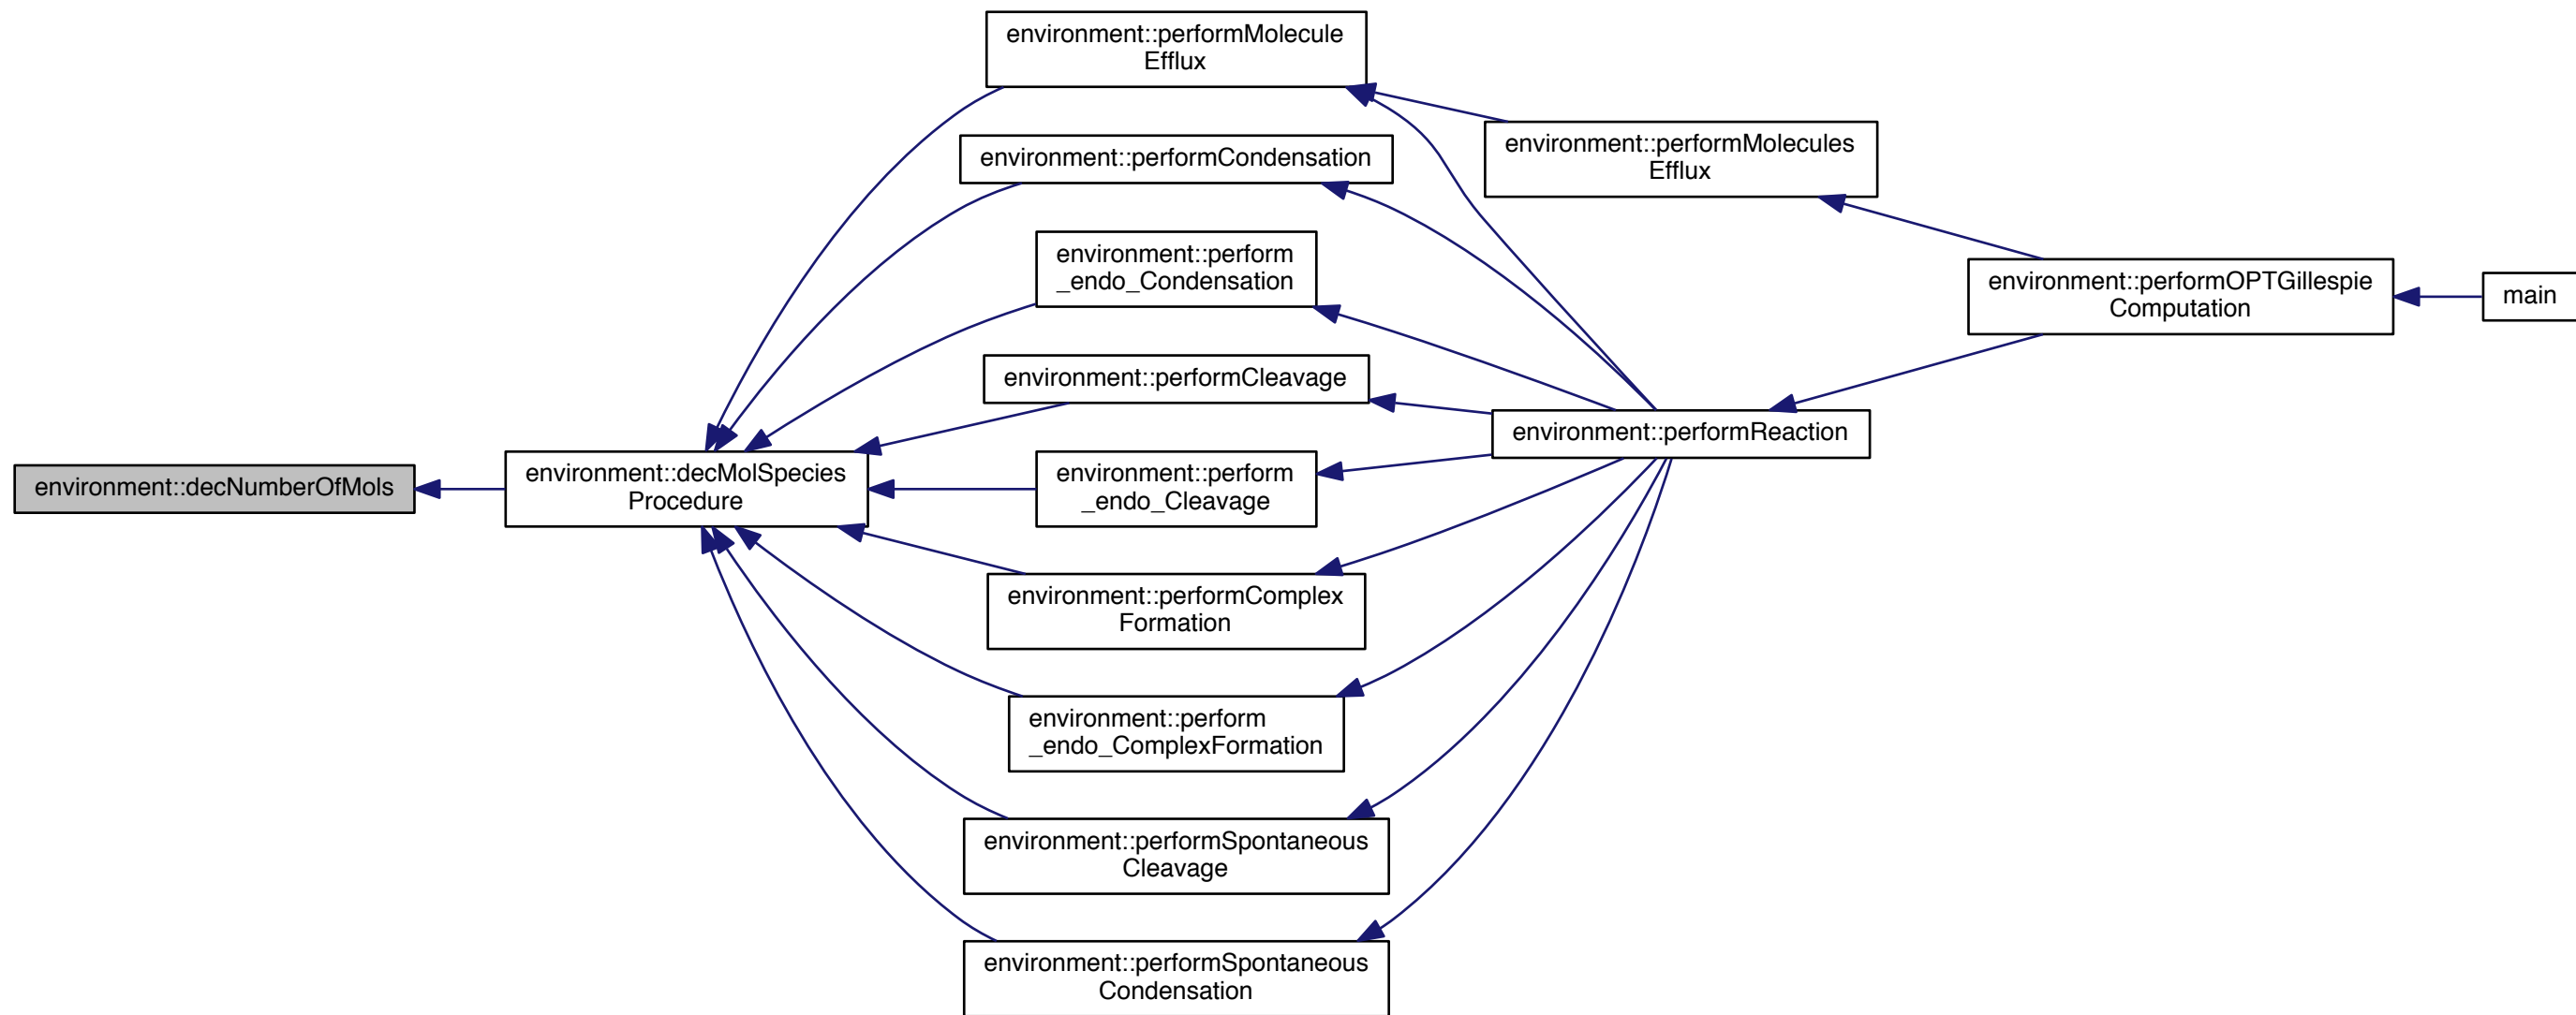 environment::decNumberOfMols
environment::decMolSpecies
Procedure
environment::performMolecule
Efflux
environment::performCondensation
environment::perform
_endo_Condensation
environment::performCleavage
environment::perform
_endo_Cleavage
environment::performComplex
Formation
environment::perform
_endo_ComplexFormation
environment::performSpontaneous
Cleavage
environment::performSpontaneous
Condensation
environment::performMolecules
Efflux
environment::performReaction
environment::performOPTGillespie
Computation
main